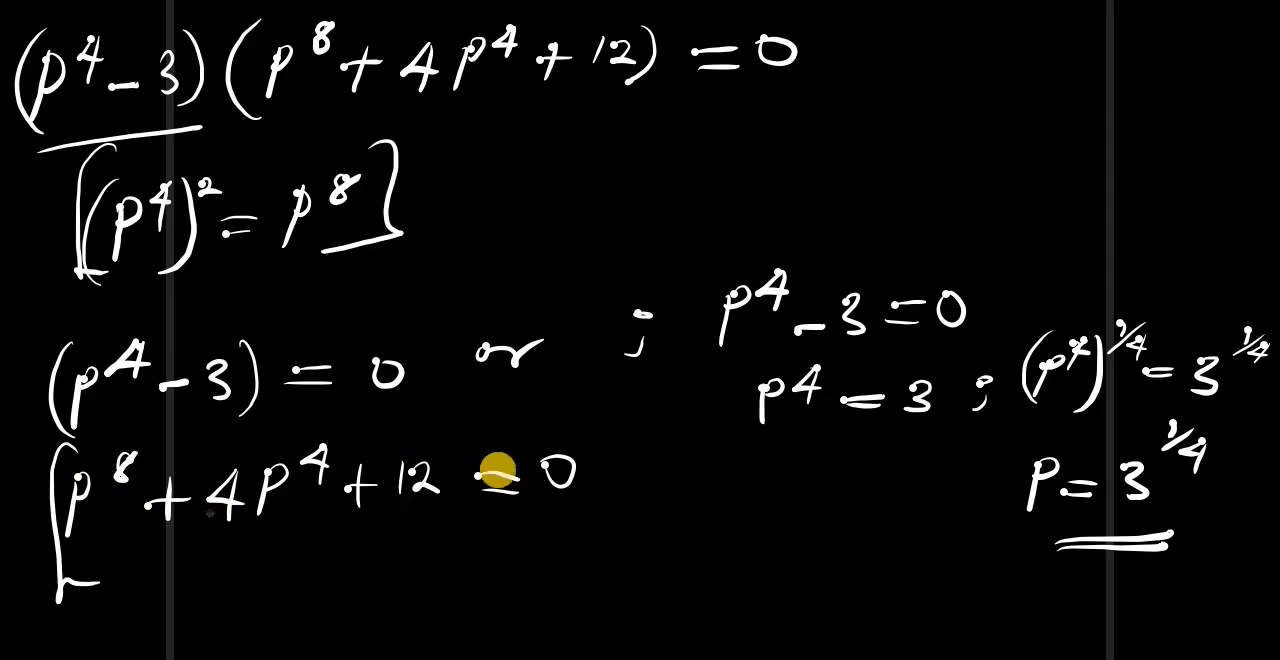 (p⁴ - 3) (p⁸ + 4p⁴ + 12) = 0
[(p⁴)² = p⁸]
(p⁴ - 3) = 0 or ;
p⁸ + 4p⁴ + 12 = 0
p⁴ - 3 = 0
p⁴ = 3 ; (p⁴)^1/4 = 3^1/4
p = 3^1/4